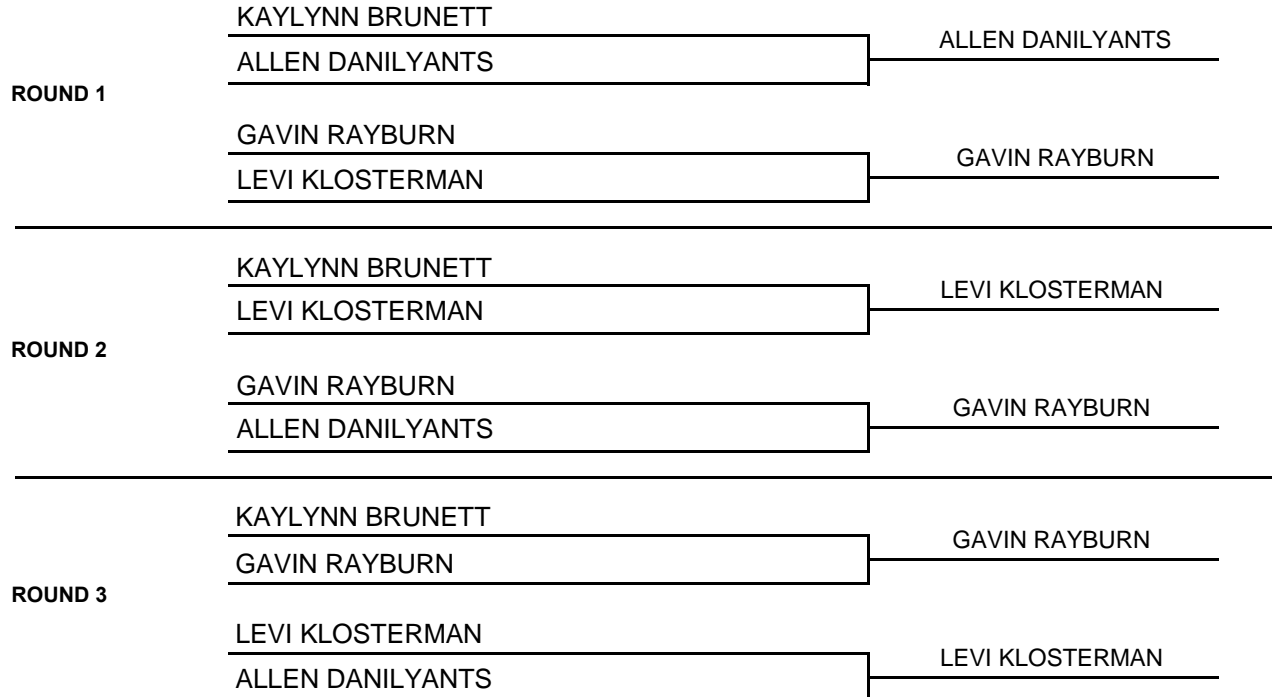 KAYLYNN BRUNETT
ALLEN DANILYANTS
ALLEN DANILYANTS
ROUND 1
GAVIN RAYBURN
GAVIN RAYBURN
LEVI KLOSTERMAN
KAYLYNN BRUNETT
LEVI KLOSTERMAN
LEVI KLOSTERMAN
ROUND 2
GAVIN RAYBURN
GAVIN RAYBURN
ALLEN DANILYANTS
KAYLYNN BRUNETT
GAVIN RAYBURN
GAVIN RAYBURN
ROUND 3
LEVI KLOSTERMAN
LEVI KLOSTERMAN
ALLEN DANILYANTS